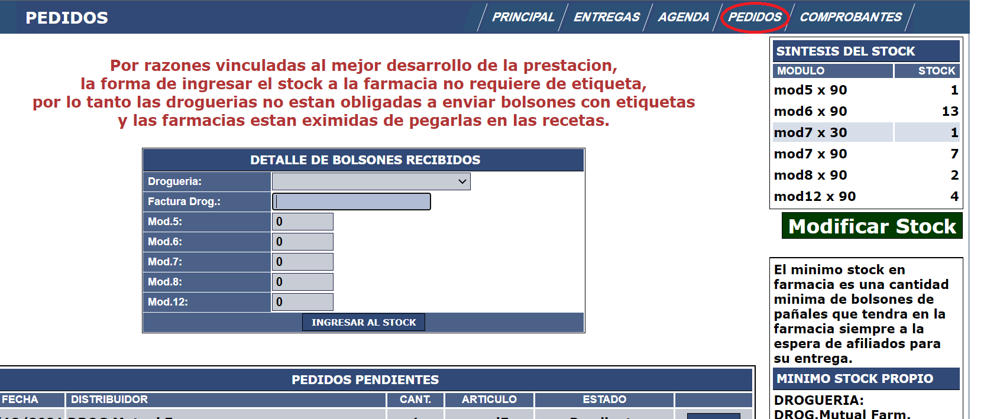 PEDIDOS
PRINCIPAL ENTREGAS AGENDA PEDIDOS COMPROBANTES
Por razones vinculadas al mejor desarrollo de la prestacion,
la forma de ingresar el stock a la farmacia no requiere de etiqueta,
por lo tanto las droguerias no estan obligadas a enviar bolsones con etiquetas
y las farmacias estan eximidas de pegarlas en las recetas.
DETALLE DE BOLSONES RECIBIDOS
Drogueria:
Factura Drog.:
Mod.5: 0
Mod.6: 0
Mod.7: 0
Mod.8: 0
Mod.12: 0
INGRESAR AL STOCK
PEDIDOS PENDIENTES
FECHA DISTRIBUIDOR CANT. ARTICULO ESTADO
SINTESIS DEL STOCK
MODULO STOCK
mod5 x 90 1
mod6 x 90 13
mod7 x 30 1
mod7 x 90 7
mod8 x 90 2
mod12 x 90 4
Modificar Stock
El minimo stock en
farmacia es una cantidad
minima de bolsones de
pañales que tendra en la
farmacia siempre a la
espera de afiliados para
su entrega.
MINIMO STOCK PROPIO
DROGUERIA:
DROG.Mutual Farm.